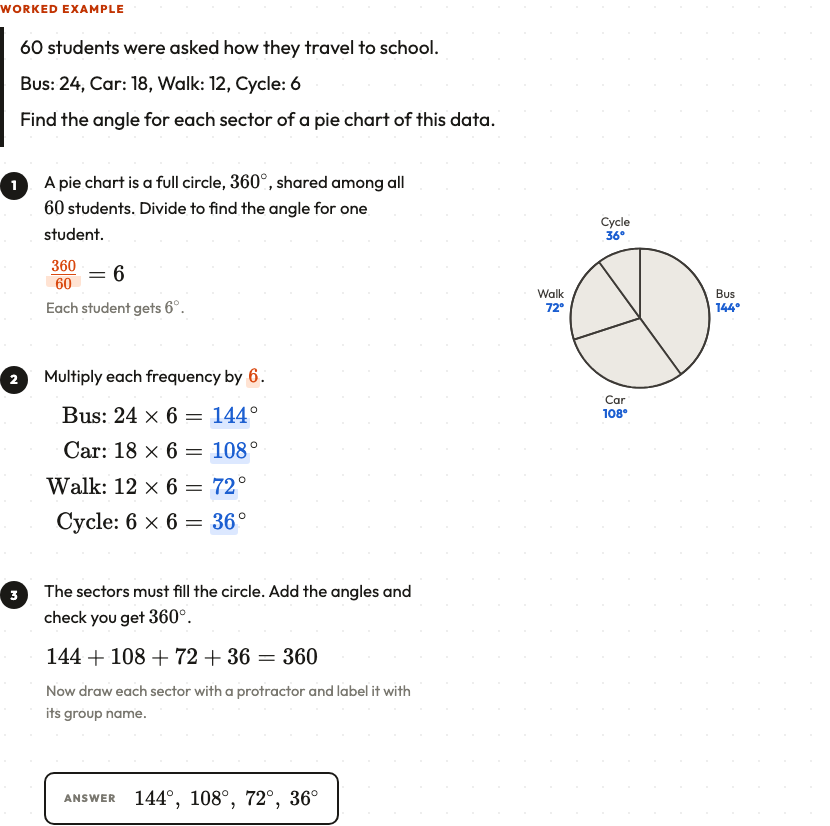 WORKED EXAMPLE
60 students were asked how they travel to school.
Bus: 24, Car: 18, Walk: 12, Cycle: 6
Find the angle for each sector of a pie chart of this data.
1
A pie chart is a full circle, 360°, shared among all
60 students. Divide to find the angle for one
student.
360/60 = 6
Each student gets 6°.
2
Multiply each frequency by 6.
Bus: 24 × 6 = 144°
Car: 18 × 6 = 108°
Walk: 12 × 6 = 72°
Cycle: 6 × 6 = 36°
3
The sectors must fill the circle. Add the angles and
check you get 360°.
144 + 108 + 72 + 36 = 360
Now draw each sector with a protractor and label it with
its group name.
ANSWER 144°, 108°, 72°, 36°
Cycle
36°
Walk
72°
Bus
144°
Car
108°